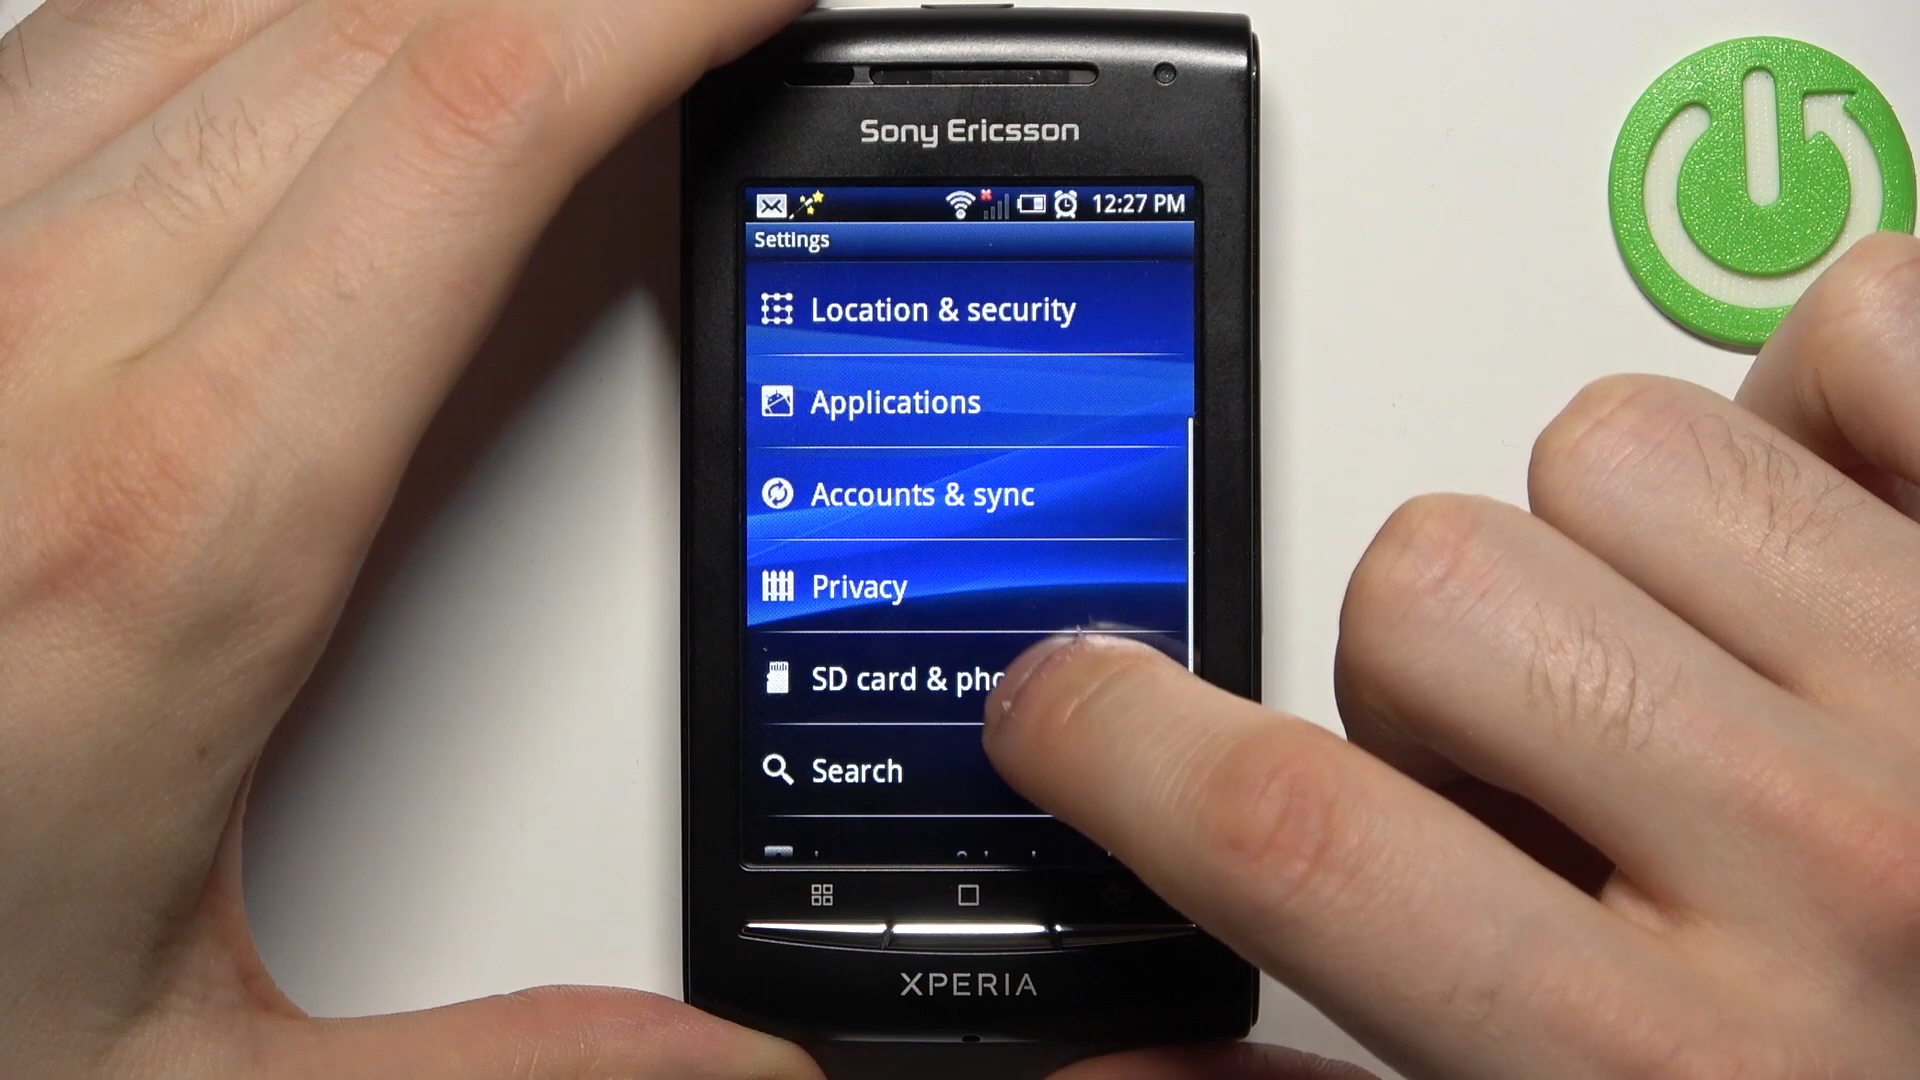 Sony Ericsson
12:27 PM
Settings
Location & security
Applications
Accounts & sync
Privacy
SD card & pho
Search
XPERIA